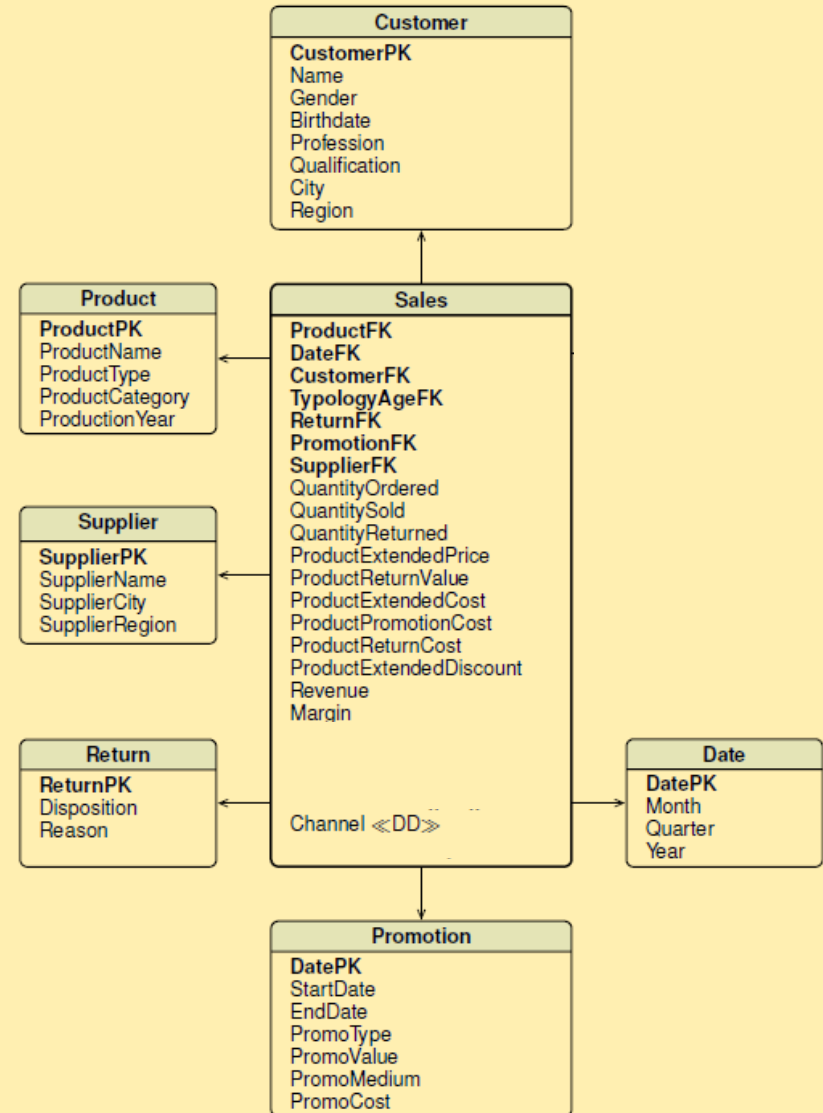 Customer
CustomerPK
Name
Gender
Birthdate
Profession
Qualification
City
Region
Product
ProductPK
ProductName
ProductType
ProductCategory
ProductionYear
Sales
ProductFK
DateFK
CustomerFK
TypologyAgeFK
ReturnFK
PromotionFK
SupplierFK
QuantityOrdered
QuantitySold
QuantityReturned
ProductExtendedPrice
ProductReturnValue
ProductExtendedCost
ProductPromotionCost
ProductReturnCost
ProductExtendedDiscount
Revenue
Margin
Channel ≪DD≫
Supplier
SupplierPK
SupplierName
SupplierCity
SupplierRegion
Return
ReturnPK
Disposition
Reason
Date
DatePK
Month
Quarter
Year
Promotion
DatePK
StartDate
EndDate
PromoType
PromoValue
PromoMedium
PromoCost